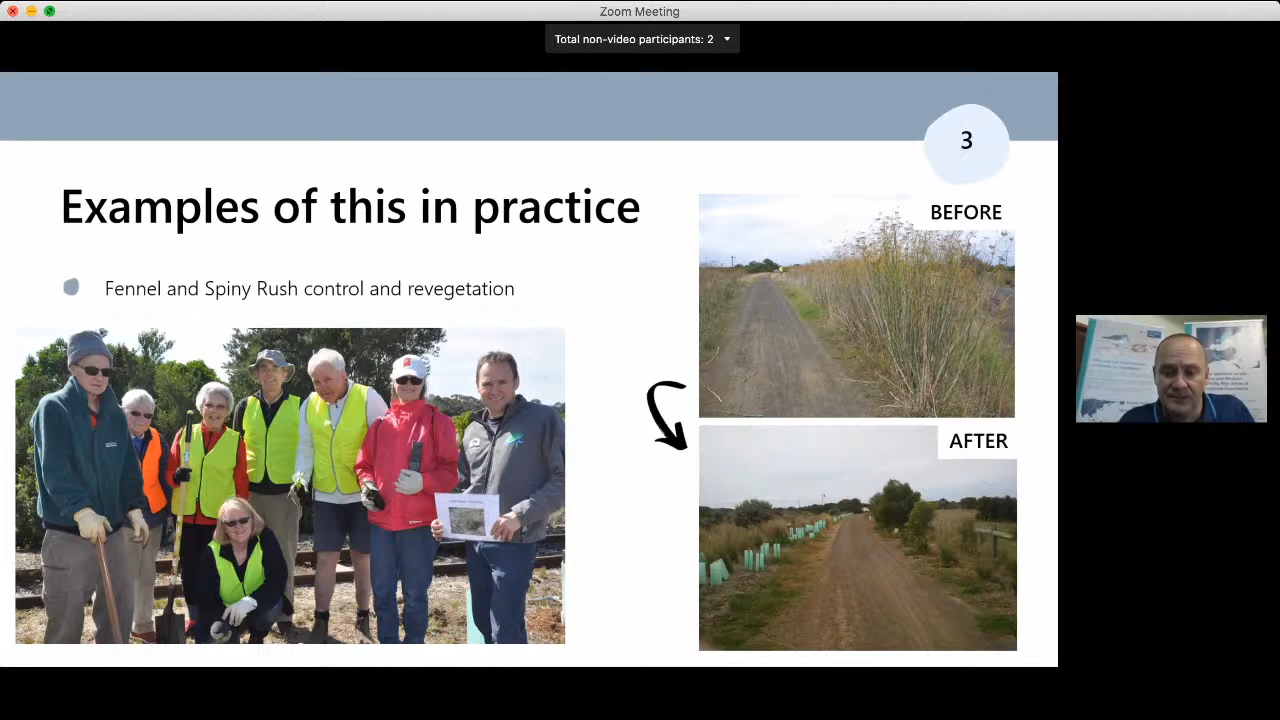 Zoom Meeting
Total non-video participants: 2
3
Examples of this in practice
BEFORE
Fennel and Spiny Rush control and revegetation
AFTER